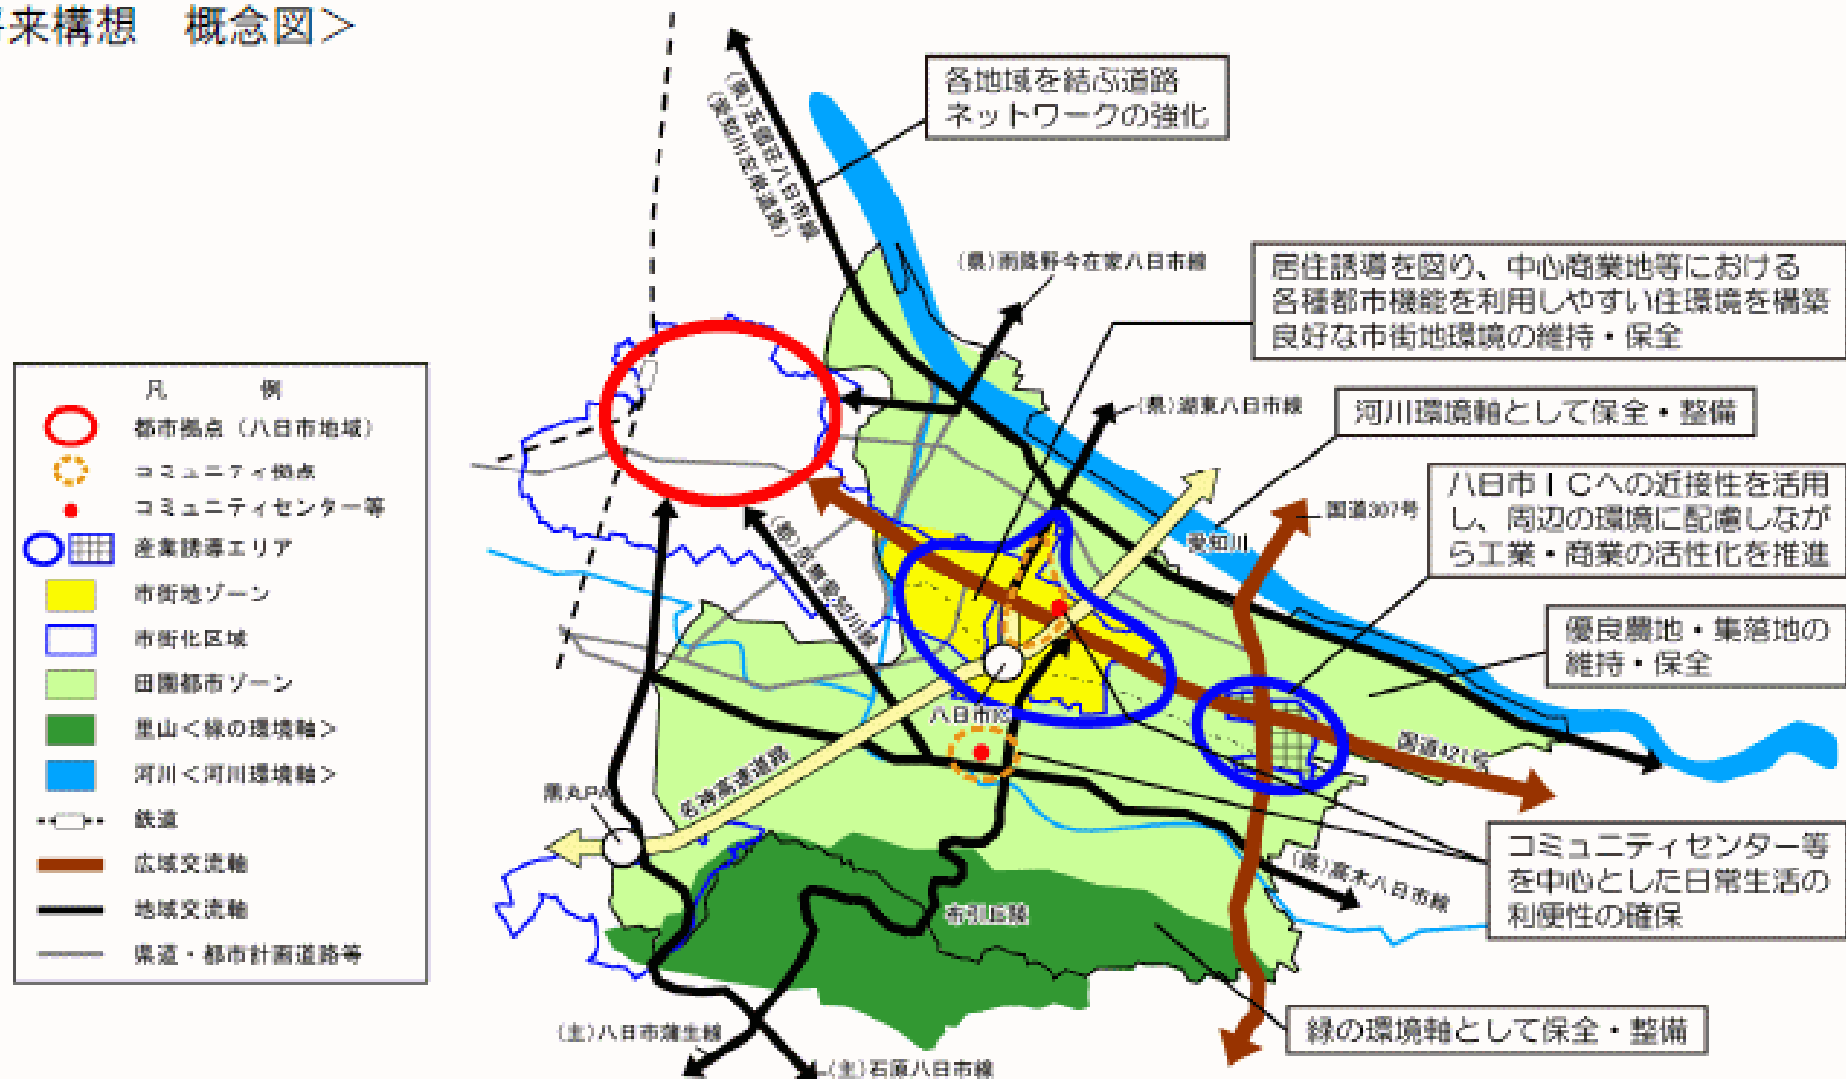 来構想　概念図＞
各地域を結ぶ道路
ネットワークの強化
(県)五個荘八日市線
(愛知川左岸道路)
(県)雨降野今在家八日市線
居住誘導を図り、中心商業地等における
各種都市機能を利用しやすい住環境を構築
良好な市街地環境の維持・保全
(県)湖東八日市線
河川環境軸として保全・整備
国道307号
愛知川
八日市ＩＣへの近接性を活用
し、周辺の環境に配慮しなが
ら工業・商業の活性化を推進
優良農地・集落地の
維持・保全
八日市IC
国道421号
名神高速道路
黒丸PA
コミュニティセンター等
を中心とした日常生活の
利便性の確保
(県)高木八日市線
布引丘陵
緑の環境軸として保全・整備
(主)八日市蒲生線
(主)石原八日市線
凡　例
都市拠点（八日市地域）
コミュニティ拠点
コミュニティセンター等
産業誘導エリア
市街地ゾーン
市街化区域
田園都市ゾーン
里山＜緑の環境軸＞
河川＜河川環境軸＞
鉄道
広域交流軸
地域交流軸
県道・都市計画道路等